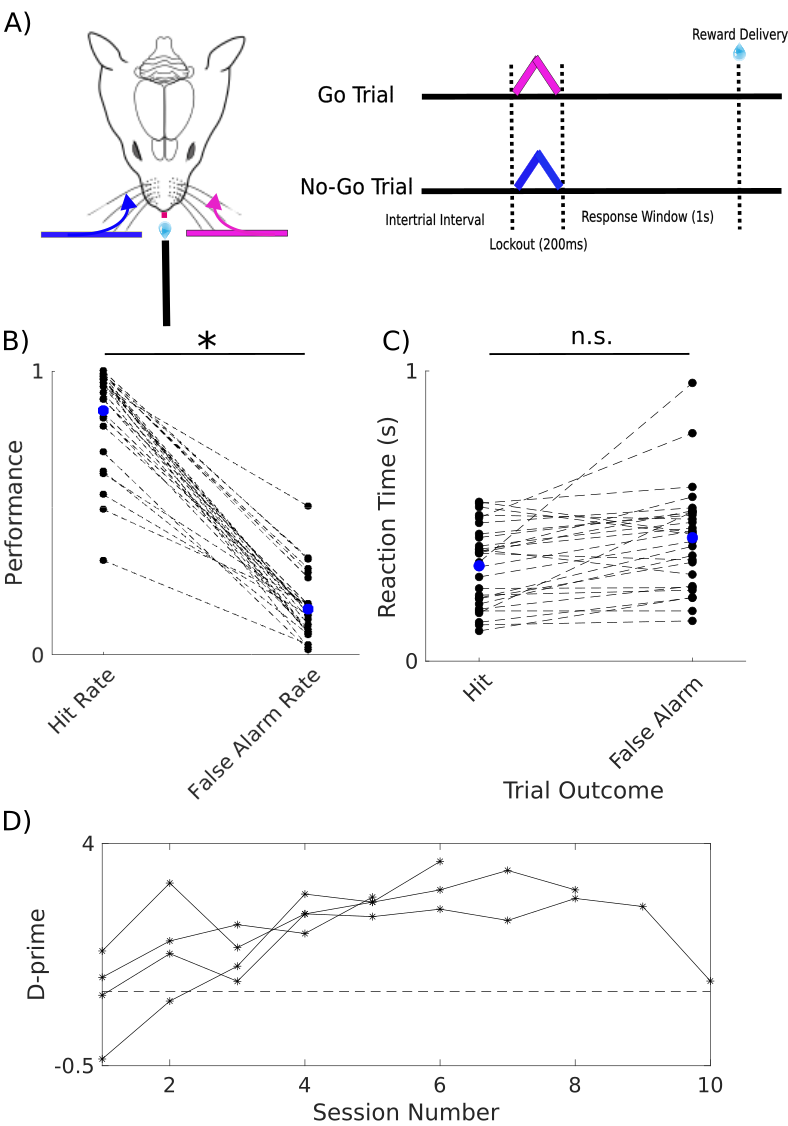 A)
Reward Delivery
Go Trial
No-Go Trial
Intertrial Interval
Response Window (1s)
Lockout (200ms)
B)
*
1
Performance
0
Hit Rate
False Alarm Rate
C)
n.s.
1
Reaction Time (s)
0
Hit
False Alarm
Trial Outcome
D)
4
D-prime
-0.5
2 4 6 8 10
Session Number